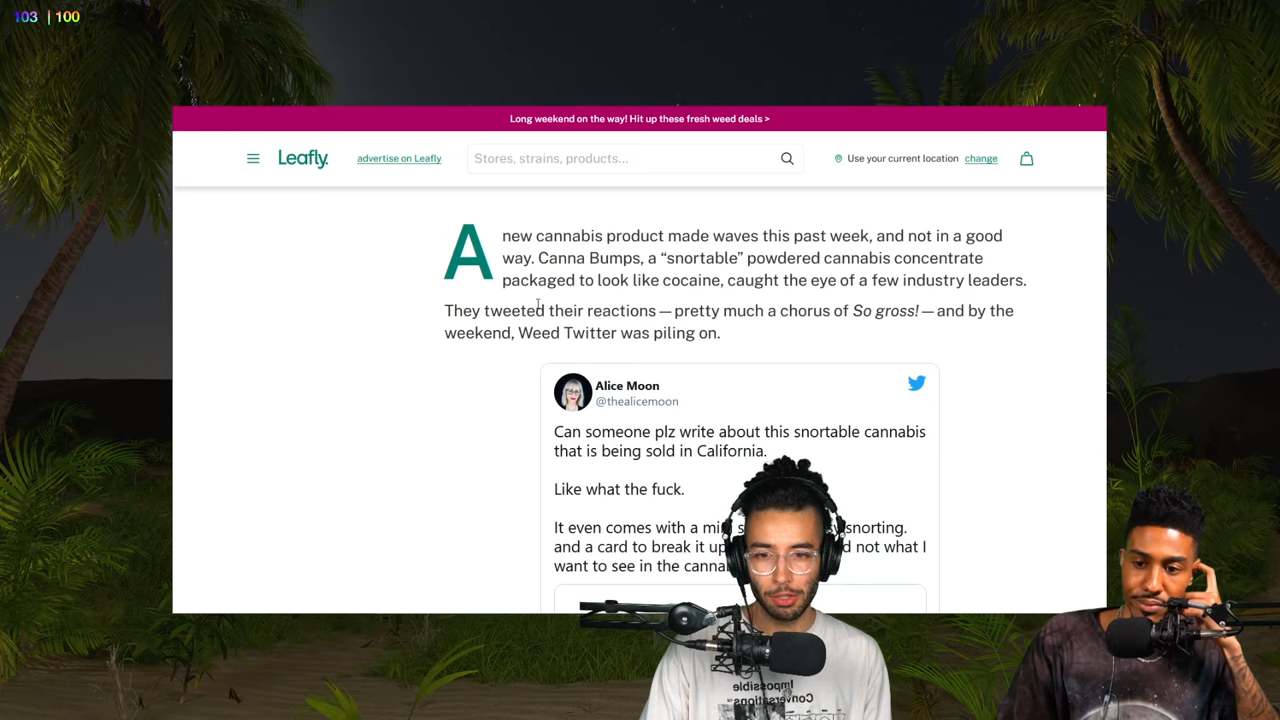 103 | 100
Long weekend on the way! Hit up these fresh weed deals >
Leafly.
advertise on Leafly
Stores, strains, products...
Use your current location change
A new cannabis product made waves this past week, and not in a good
way. Canna Bumps, a “snortable” powdered cannabis concentrate
packaged to look like cocaine, caught the eye of a few industry leaders.
They tweeted their reactions—pretty much a chorus of So gross!—and by the
weekend, Weed Twitter was piling on.
Alice Moon
@thealicemoon
Can someone plz write about this snortable cannabis
that is being sold in California.
Like what the fuck.
It even comes with a snorting.
and a card to break it up not what I
want to see in the
Impossible
Conversations